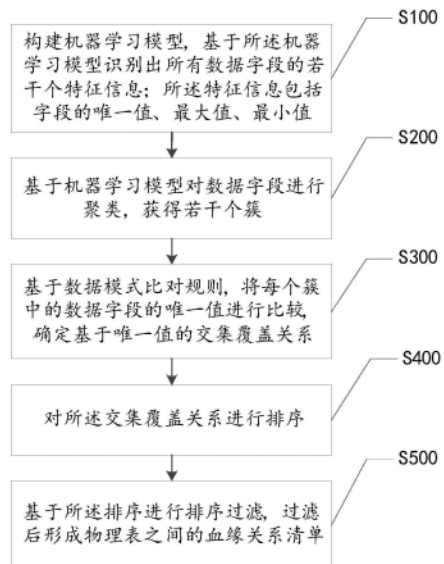 S100
构建机器学习模型，基于所述机
器学习模型识别出所有数据字段的若
干个特征信息；所述特征信息包括
字段的唯一值、最大值、最小值
S200
基于机器学习模型对数据字段进行
聚类，获得若干个簇
S300
基于数据模式比对规则，将每个簇
中的数据字段的唯一值进行比较，
确定基于唯一值的交集覆盖关系
S400
对所述交集覆盖关系进行排序
S500
基于所述排序进行排序过滤，过滤
后形成物理表之间的血缘关系清单